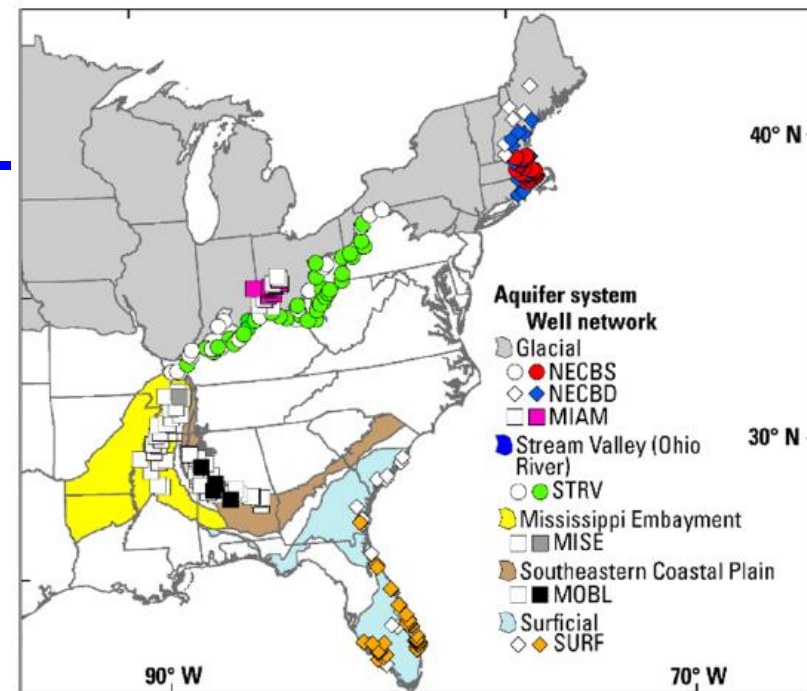 40° N
Aquifer system
Well network
Glacial
NECBS
NECBD
MIAM
Stream Valley (Ohio
River)
STRV
30° N
Mississippi Embayment
MISE
Southeastern Coastal Plain
MOBL
Surficial
SURF
90° W
70° W